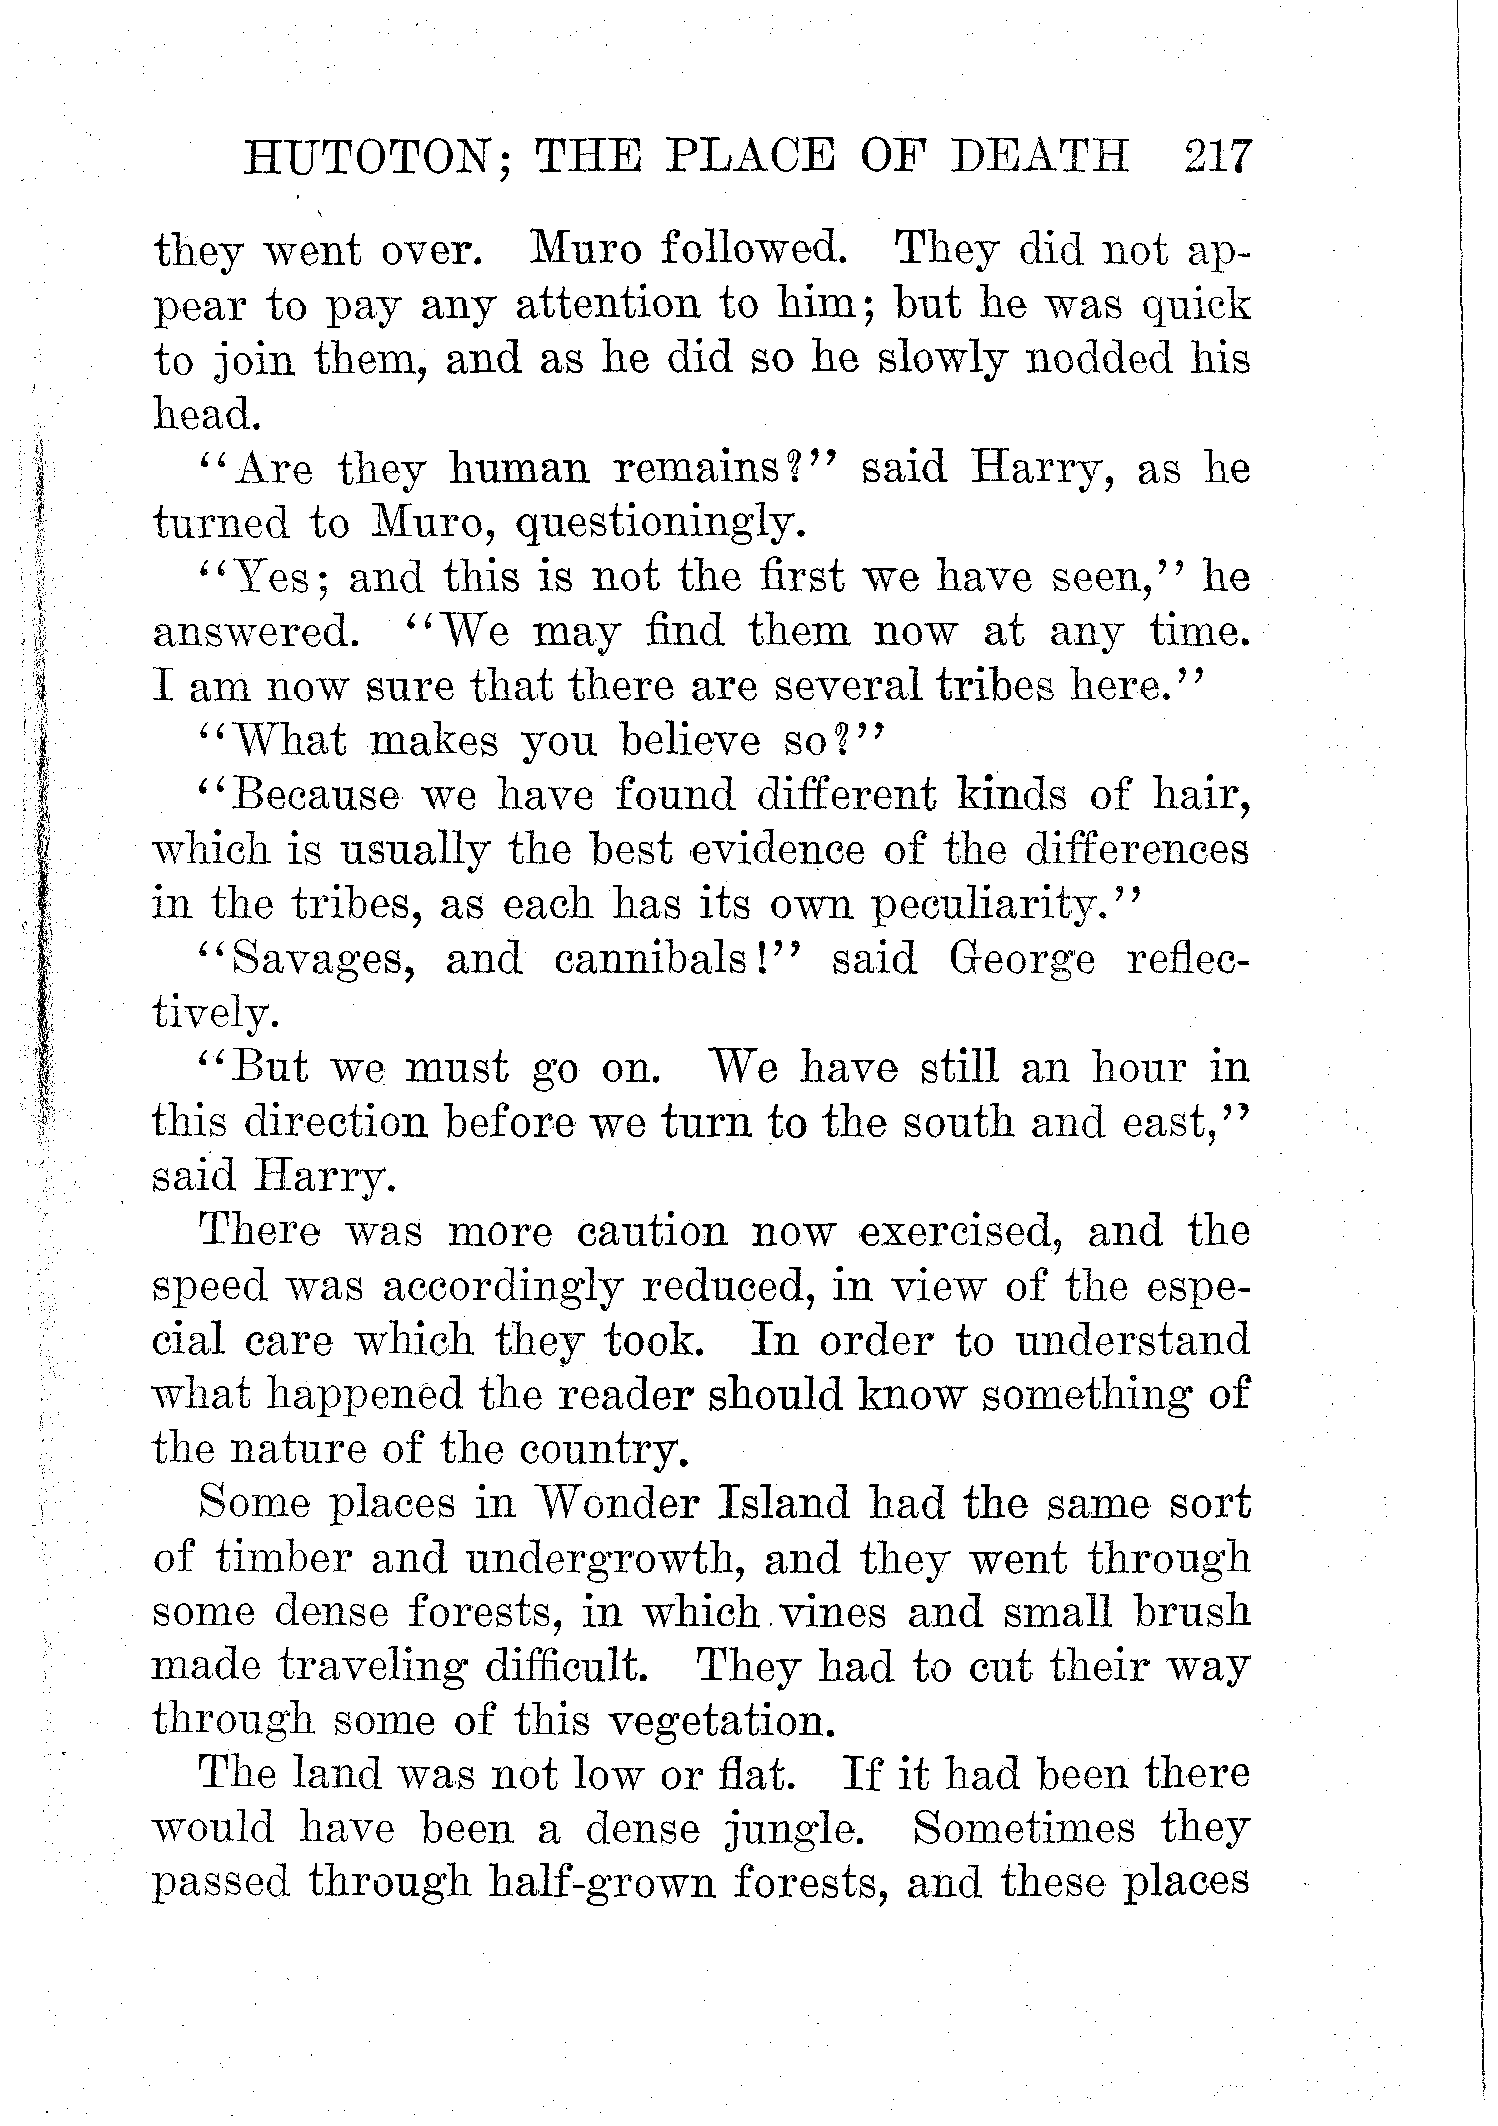 HUTOTON; THE PLACE OF DEATH 217
they went over. Muro followed. They did not ap-
pear to pay any attention to him; but he was quick
to join them, and as he did so he slowly nodded his
head.
"Are they human remains?" said Harry, as he
turned to Muro, questioningly.
"Yes; and this is not the first we have seen," he
answered. "We may find them now at any time.
I am now sure that there are several tribes here."
"What makes you believe so?"
"Because we have found different kinds of hair,
which is usually the best evidence of the differences
in the tribes, as each has its own peculiarity."
"Savages, and cannibals!" said George reflec-
tively.
"But we must go on. We have still an hour in
this direction before we turn to the south and east,"
said Harry.
There was more caution now exercised, and the
speed was accordingly reduced, in view of the espe-
cial care which they took. In order to understand
what happened the reader should know something of
the nature of the country.
Some places in Wonder Island had the same sort
of timber and undergrowth, and they went through
some dense forests, in which vines and small brush
made traveling difficult. They had to cut their way
through some of this vegetation.
The land was not low or flat. If it had been there
would have been a dense jungle. Sometimes they
passed through half-grown forests, and these places